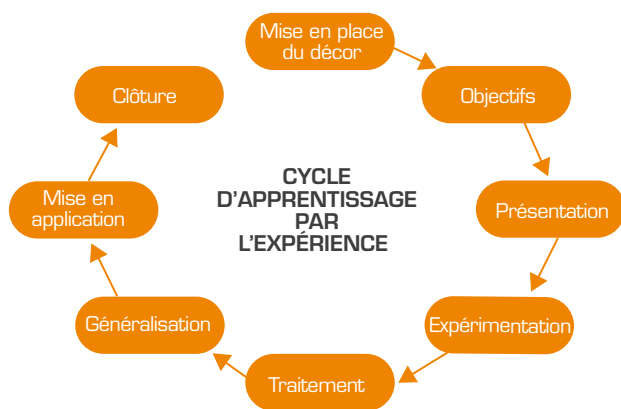 Mise en place
du décor
Objectifs
Présentation
Expérimentation
Traitement
Généralisation
Mise en
application
Clôture
CYCLE
D'APPRENTISSAGE
PAR
L'EXPÉRIENCE